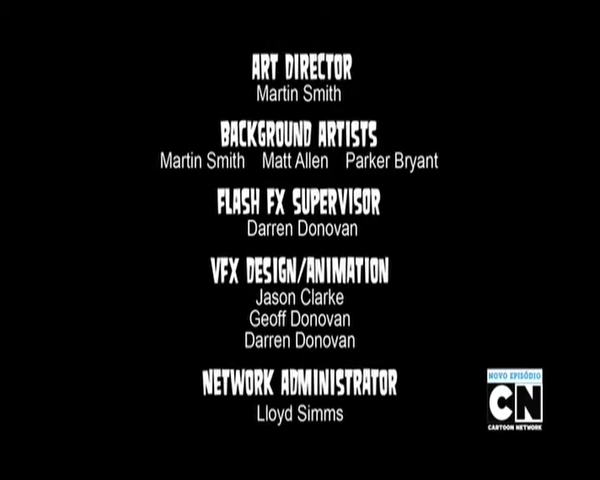 ART DIRECTOR
Martin Smith
BACKGROUND ARTISTS
Martin Smith Matt Allen Parker Bryant
FLASH FX SUPERVISOR
Darren Donovan
VFX DESIGN/ANIMATION
Jason Clarke
Geoff Donovan
Darren Donovan
NETWORK ADMINISTRATOR
Lloyd Simms
NOVO EPISÓDIO
CN
CARTOON NETWORK